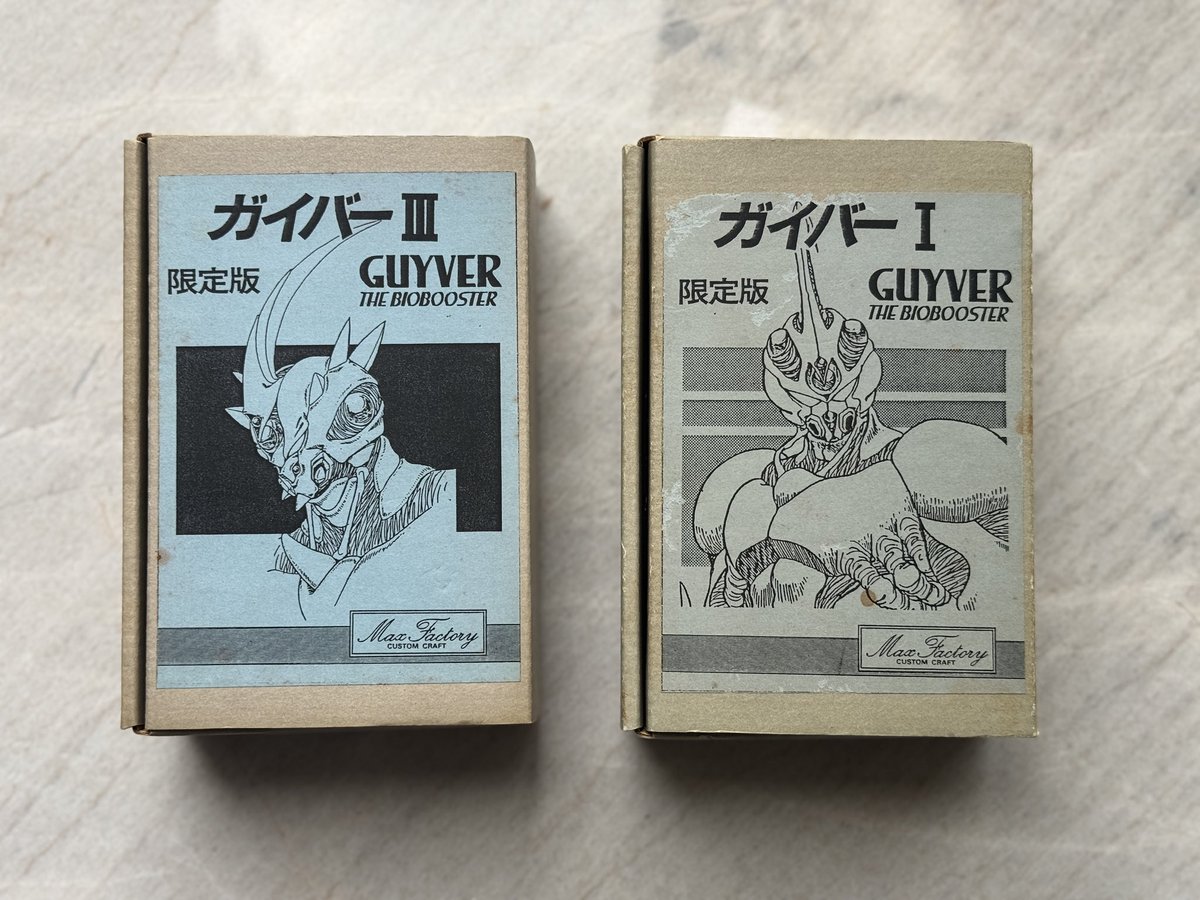 ガイバーⅢ
限定版
GUYVER
THE BIOBOOSTER
Max Factory
CUSTOM CRAFT
ガイバーⅠ
限定版
GUYVER
THE BIOBOOSTER
Max Factory
CUSTOM CRAFT